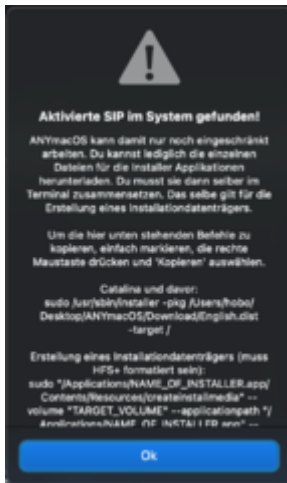 Aktivierte SIP im System gefunden!
ANYmacOS kann damit nur noch eingeschränkt
arbeiten. Du kannst lediglich die einzelnen
Dateien für die Installer Applikationen
herunterladen. Du musst sie dann selber im
Terminal zusammensetzen. Das selbe gilt für die
Erstellung eines Installationdatenträgers.
Um die hier unten stehenden Befehle zu
kopieren, einfach markieren, die rechte
Maustaste drücken und 'Kopieren' auswählen.
Catalina und davor:
sudo /usr/sbin/installer -pkg /Users/hobo/
Desktop/ANYmacOS/Download/English.dist
-target /
Erstellung eines Installationdatenträgers (muss
HFS+ formatiert sein):
sudo "/Applications/NAME_OF_INSTALLER.app/
Contents/Resources/createinstallmedia" --
volume "TARGET_VOLUME" --applicationpath "/
Applications/NAME_OF_INSTALLER.app" --
Ok